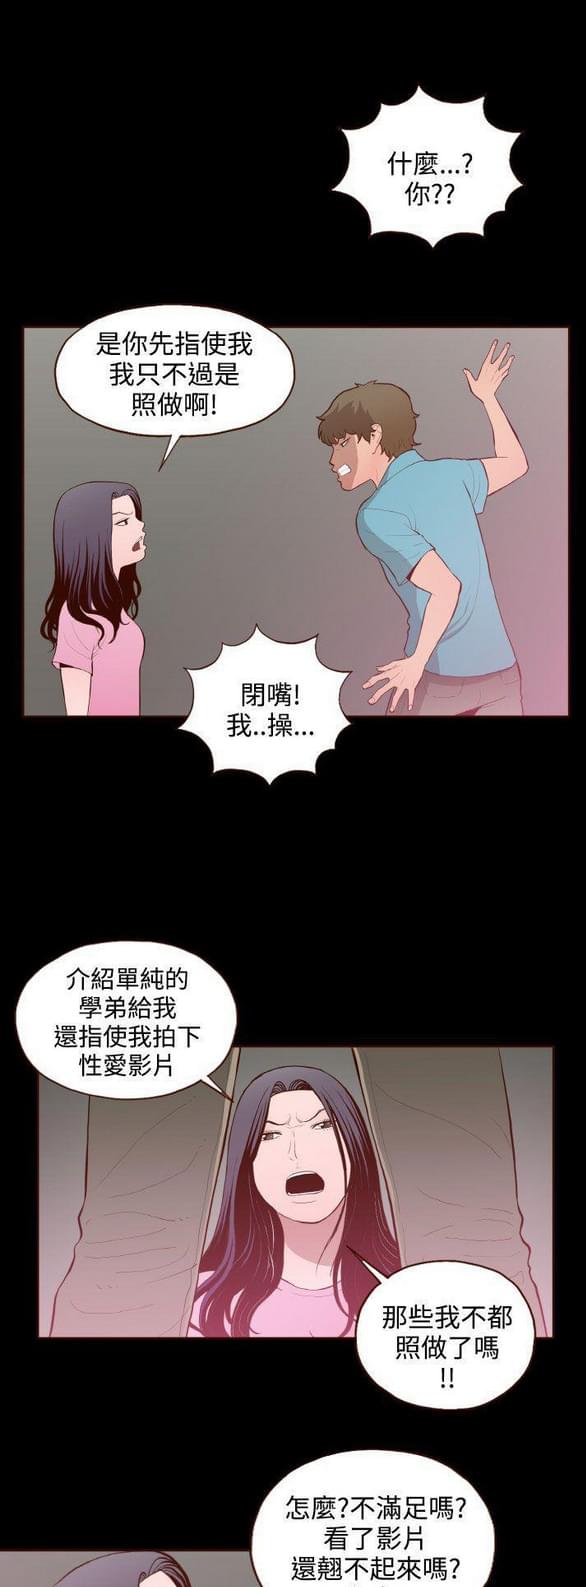 什麼...?
你??
是你先指使我
我只不過是
照做啊!
閉嘴!
我..操...
介紹單純的
學弟給我
還指使我拍下
性愛影片
那些我不都
照做了嗎
!!
怎麼?不滿足嗎?
看了影片
還翹不起來嗎?